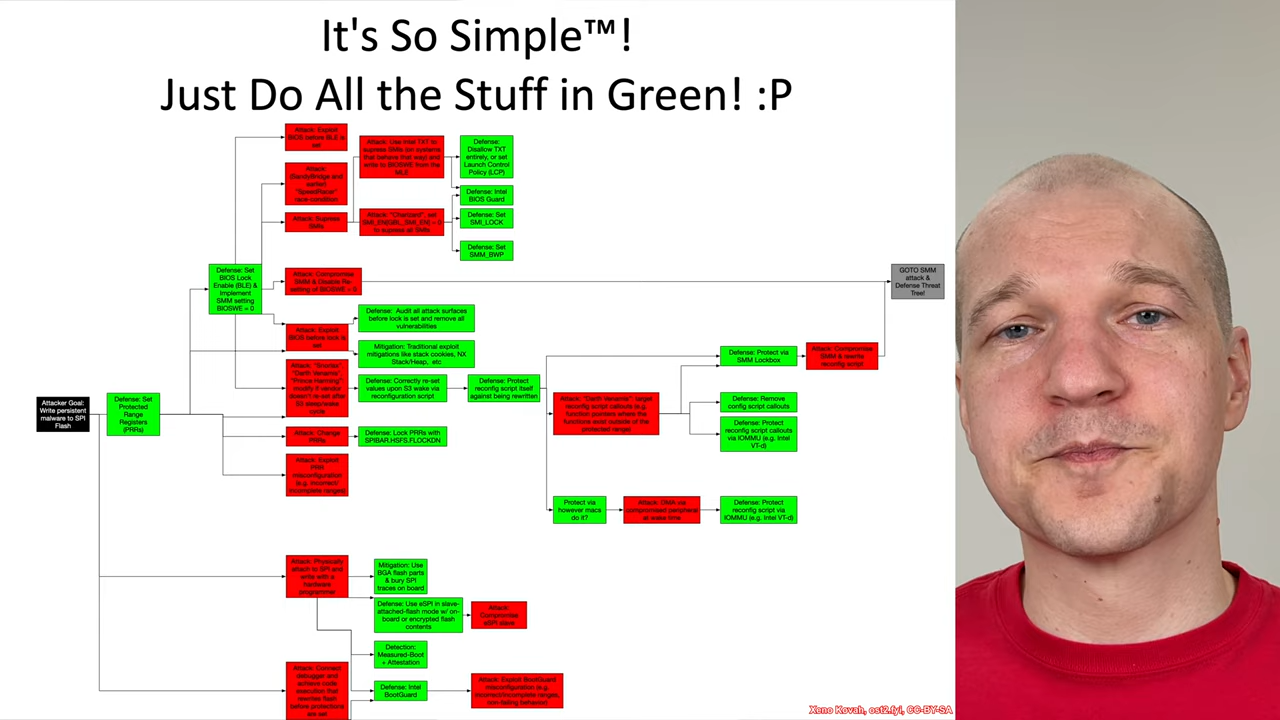 It's So Simple™!
Just Do All the Stuff in Green! :P
Attack: Exploit
BIOS before BLE is
set
Attack:
(SandyBridge and
earlier)
"SpeedRacer"
race-condition
Attack: Supress
SMIs
Attack: Use Intel TXT to
supress SMIs (on systems
that behave that way) and
write to BIOSWE from the
MLE
Attack: "Charizard", set
SMI_EN[GBL_SMI_EN] = 0
to supress all SMIs
Defense:
Disallow TXT
entirely, or set
Launch Control
Policy (LCP)
Defense: Intel
BIOS Guard
Defense: Set
SMI_LOCK
Defense: Set
SMM_BWP
Defense: Set
BIOS Lock
Enable (BLE) &
implement
SMM setting
BIOSWE = 0
Attack: Compromise
SMM & Disable Re-
setting of BIOSWE = 0
GOTO SMM
attack &
Defense Threat
Tree!
Attack: Exploit
BIOS before lock is
set
Defense: Audit all attack surfaces
before lock is set and remove all
vulnerabilities
Mitigation: Traditional exploit
mitigations like stack cookies, NX
Stack/Heap, etc
modify if vendor
doesn't re-set after
S3 sleep/wake
cycle
Defense: Correctly re-set
values upon S3 wake via
reconfiguration script
Defense: Protect
reconfig script itself
against being rewritten
Defense: Protect via
SMM Lockbox
Attack: Compromise
SMM & rewrite
reconfig script
Attack: "Darth Venamis": target
reconfig script callouts (e.g.
function pointers where the
functions exist outside of the
protected range)
Defense: Remove
config script callouts
Defense: Protect
reconfig script callouts
via IOMMU (e.g. Intel
VT-d)
Attacker Goal:
Write persistent
malware to SPI
Flash
Defense: Set
Protected
Range
Registers
(PRRs)
Attack: Change
PRRs
Defense: Lock PRRs with
SPIBAR.HSFS.FLOCKDN
Attack: Exploit
PRR
misconfiguration
(e.g. incorrect/
incomplete ranges)
Protect via
however macs
do it?
Attack: DMA via
compromised peripheral
at wake time
Defense: Protect
reconfig script via
IOMMU (e.g. Intel VT-d)
Attack: Physically
attach to SPI and
write with a
hardware
programmer
Mitigation: Use
BGA flash parts
& bury SPI
traces on board
Defense: Use eSPI in slave-
attached-flash mode w/ on-
board or encrypted flash
contents
Attack:
Compromise
eSPI slave
Detection:
Measured-Boot
+ Attestation
Attack: Connect
debugger and
achieve code
execution that
rewrites flash
before protections
are set
Defense: Intel
BootGuard
Attack: Exploit BootGuard
misconfiguration (e.g.
incorrect/incomplete ranges,
non-failing behavior)
Xeno Kovah, ost2.fyi, CC-BY-SA